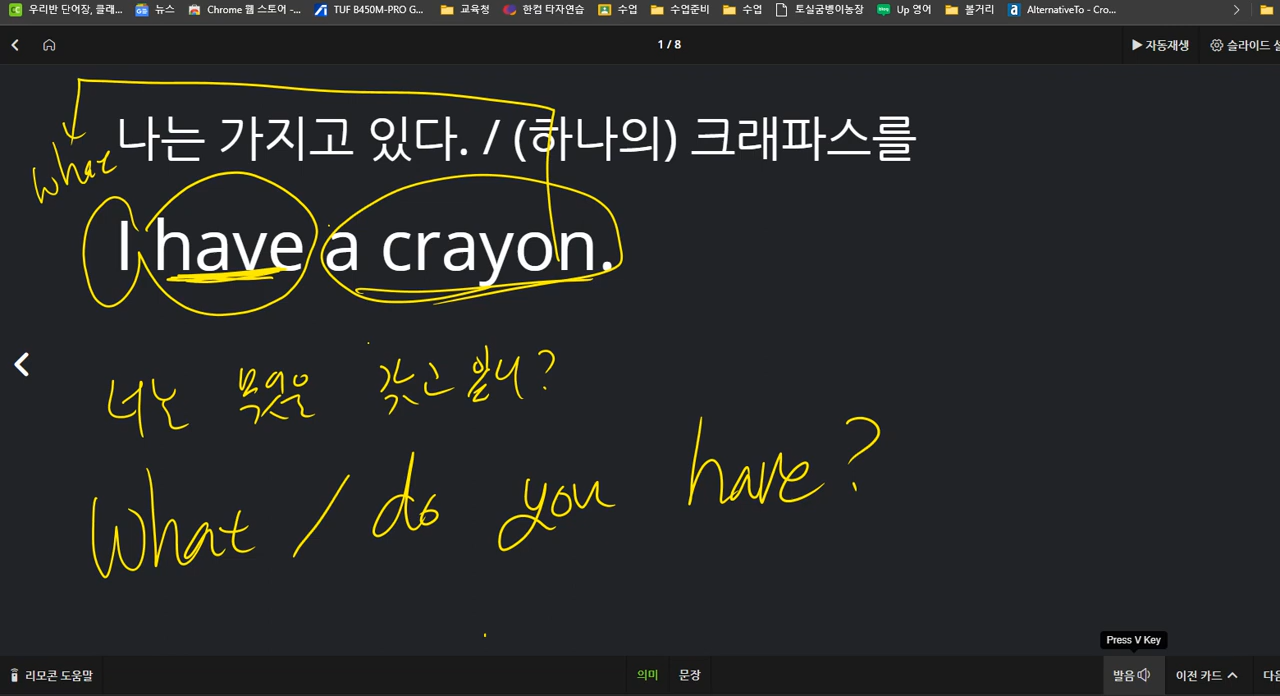 우리반 단어장, 클래... 뉴스 Chrome 웹 스토어 -... TUF B450M-PRO G... 교육청 한컴 타자연습 수업 수업준비 수업 토실굼벵이농장 Up 영어 볼거리 AlternativeTo - Cro...
1 / 8 자동재생 슬라이드 설
나는 가지고 있다. / (하나의) 크래파스를
What
I have a crayon.
너는 무엇을 갖고 있니?
What / do you have?
Press V Key
리모콘 도움말 의미 문장 발음 이전 카드 다음